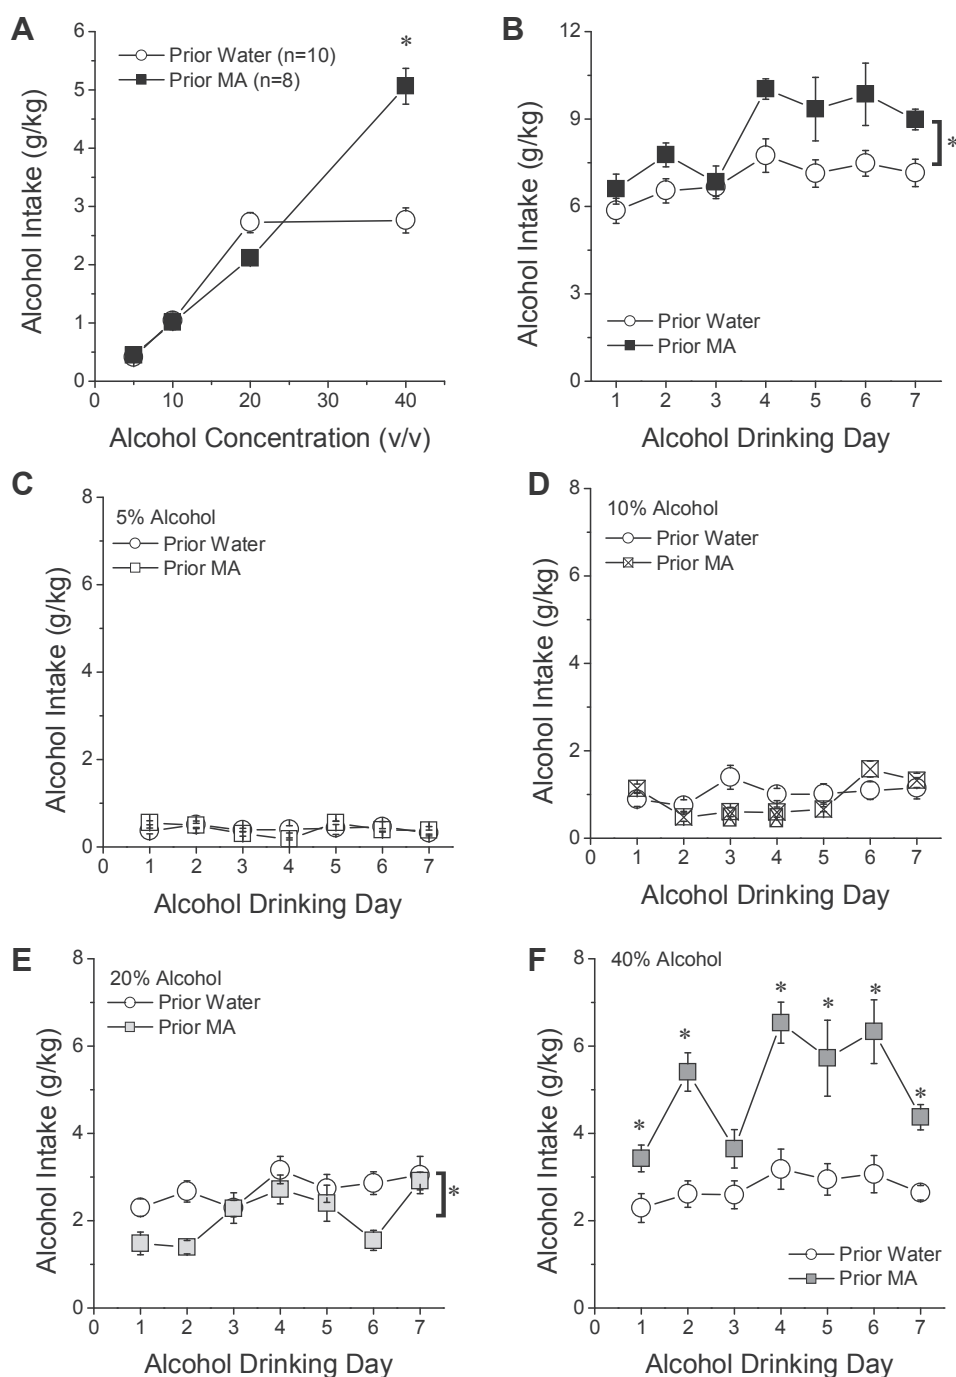 A
Alcohol Intake (g/kg)
6
5
4
3
2
1
0
Prior Water (n=10)
Prior MA (n=8)
*
0 10 20 30 40
Alcohol Concentration (v/v)
B
Alcohol Intake (g/kg)
12
9
6
3
0
*
Prior Water
Prior MA
1 2 3 4 5 6 7
Alcohol Drinking Day
C
Alcohol Intake (g/kg)
8
6
4
2
0
5% Alcohol
Prior Water
Prior MA
0 1 2 3 4 5 6 7
Alcohol Drinking Day
D
Alcohol Intake (g/kg)
8
6
4
2
0
10% Alcohol
Prior Water
Prior MA
0 1 2 3 4 5 6 7
Alcohol Drinking Day
E
Alcohol Intake (g/kg)
8
6
4
2
0
20% Alcohol
Prior Water
Prior MA
*
0 1 2 3 4 5 6 7
Alcohol Drinking Day
F
Alcohol Intake (g/kg)
8
6
4
2
0
40% Alcohol
* * * * * *
Prior Water
Prior MA
0 1 2 3 4 5 6 7
Alcohol Drinking Day